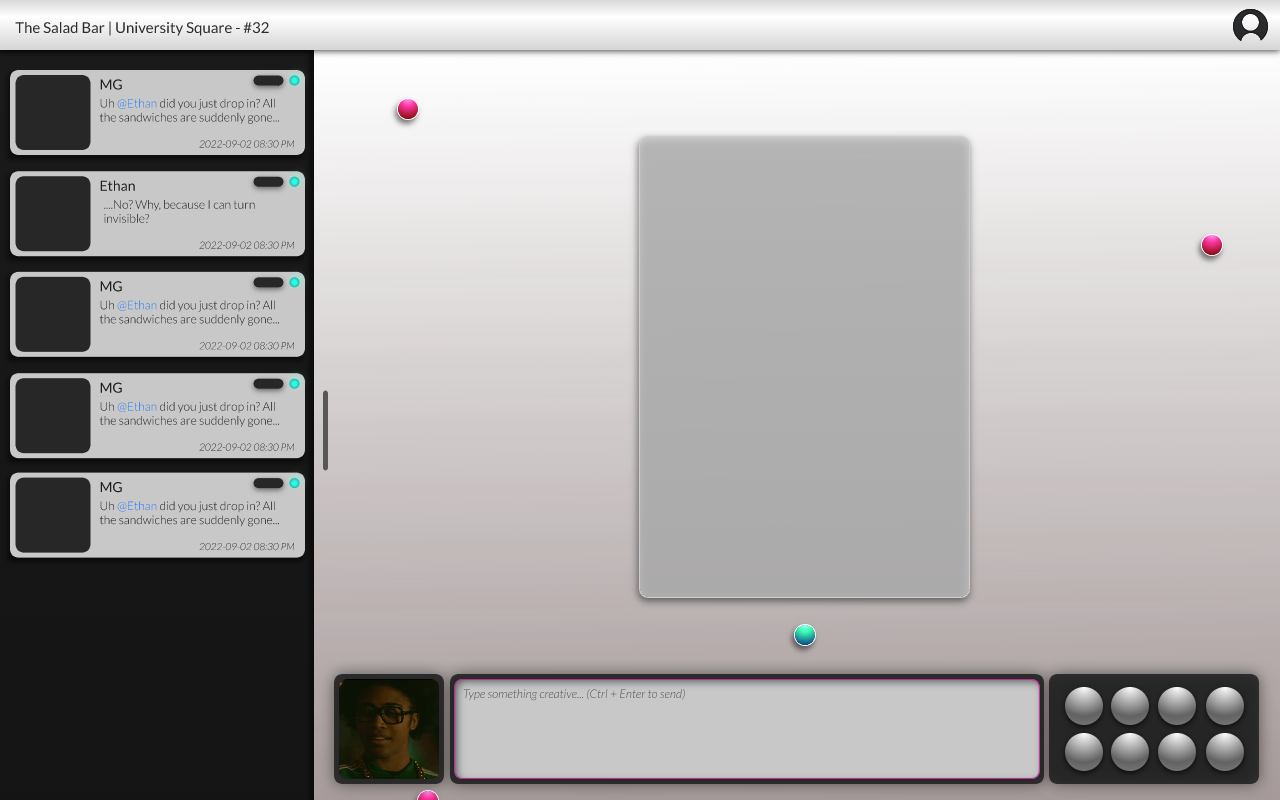 The Salad Bar | University Square - #32
MG
Uh @Ethan did you just drop in? All
the sandwiches are suddenly gone...
2022-09-02 08:30 PM
Ethan
....No? Why, because I can turn
invisible?
2022-09-02 08:30 PM
MG
Uh @Ethan did you just drop in? All
the sandwiches are suddenly gone...
2022-09-02 08:30 PM
MG
Uh @Ethan did you just drop in? All
the sandwiches are suddenly gone...
2022-09-02 08:30 PM
MG
Uh @Ethan did you just drop in? All
the sandwiches are suddenly gone...
2022-09-02 08:30 PM
Type something creative... (Ctrl + Enter to send)